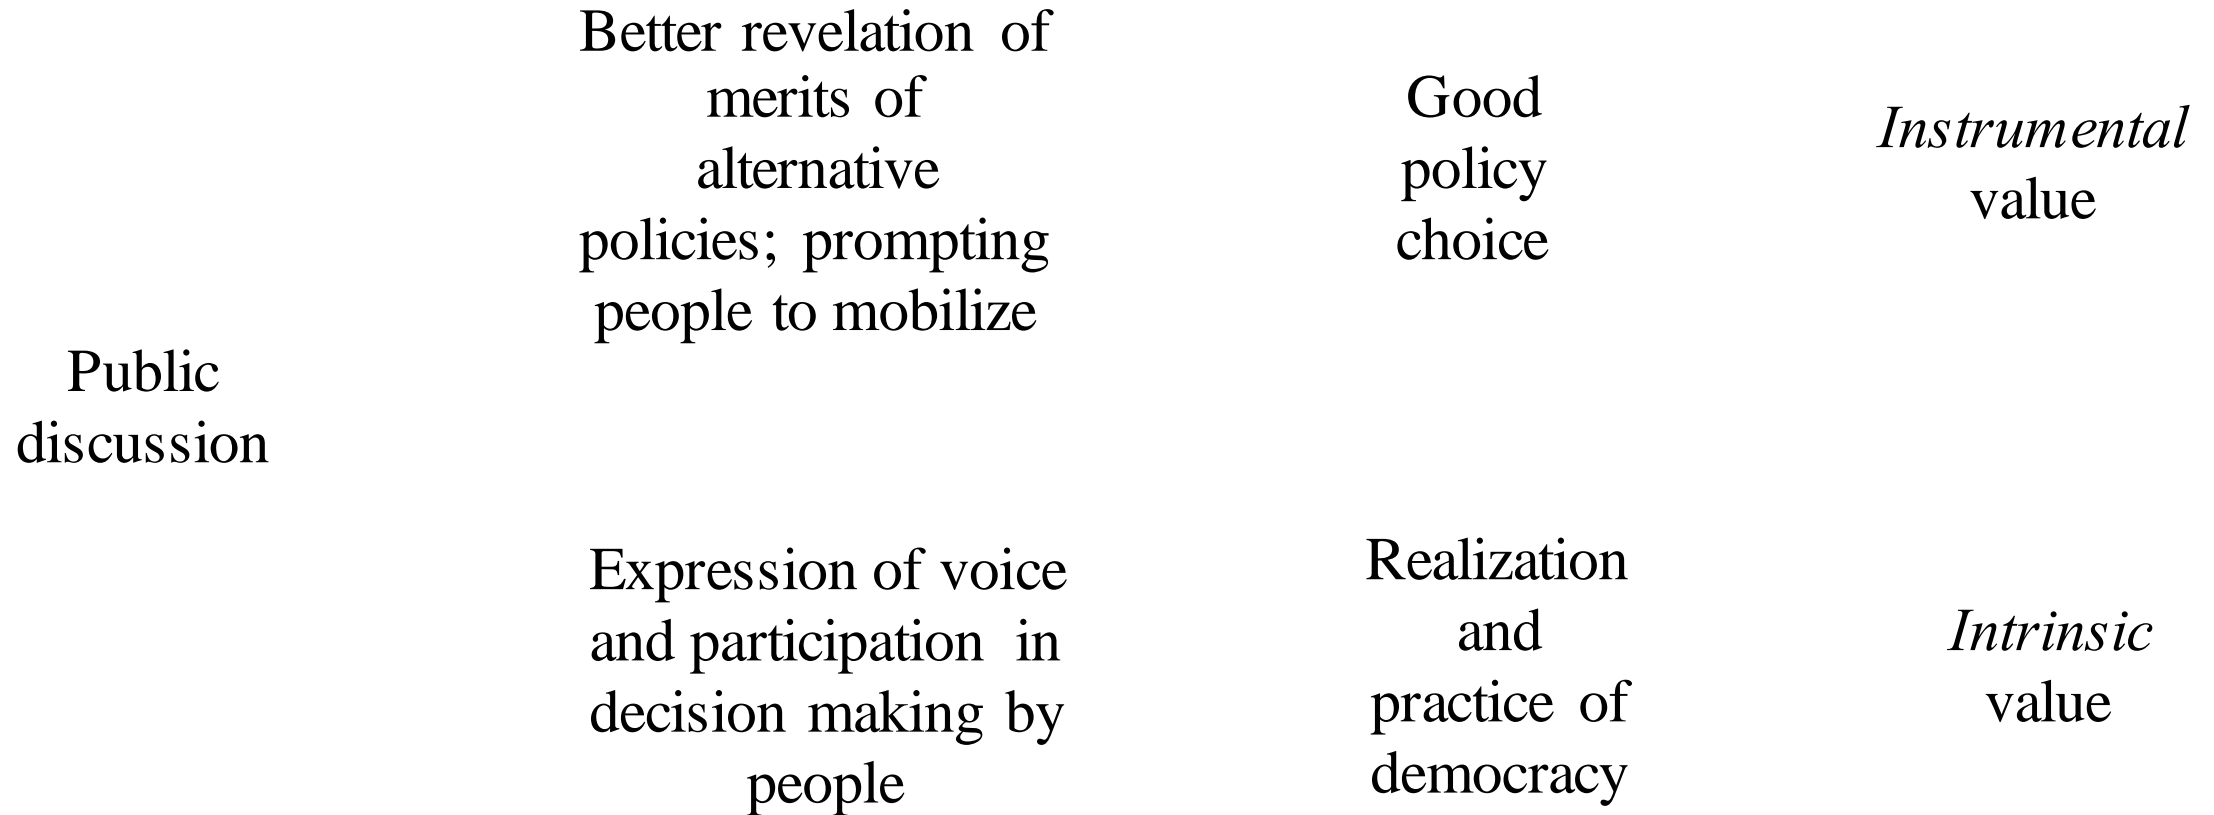 Public
discussion
Better revelation of
merits of
alternative
policies; prompting
people to mobilize
Good
policy
choice
Instrumental
value
Expression of voice
and participation in
decision making by
people
Realization
and
practice of
democracy
Intrinsic
value